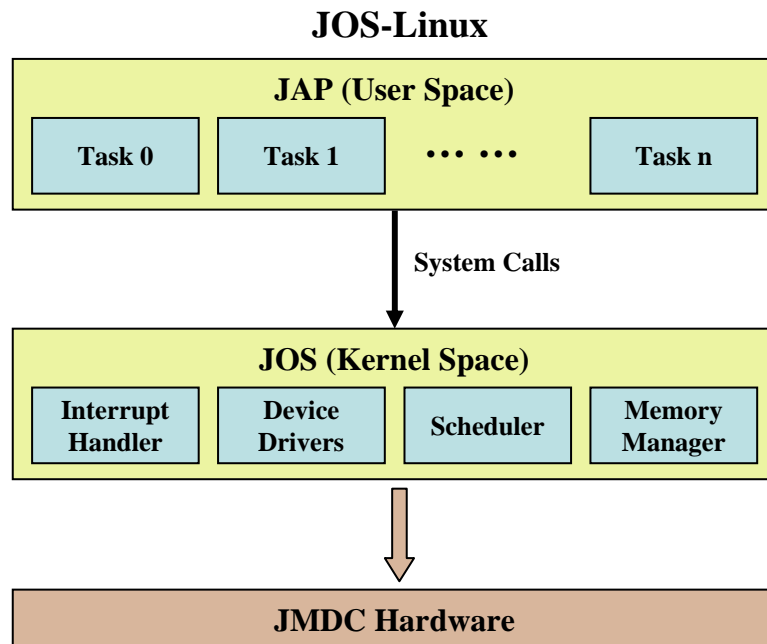 JOS-Linux
JAP (User Space)
Task 0
Task 1
... ...
Task n
System Calls
JOS (Kernel Space)
Interrupt
Handler
Device
Drivers
Scheduler
Memory
Manager
JMDC Hardware